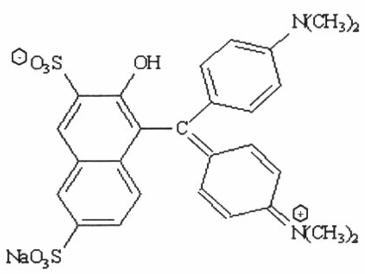 N(CH₃)₂
⊖O₃S
OH
C
⊕
N(CH₃)₂
NaO₃S